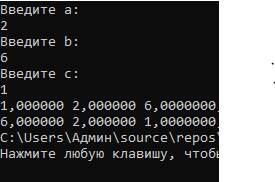 Введите a:
2
Введите b:
6
Введите c:
1
1,000000 2,000000 6,0000000,
6,000000 2,000000 1,0000000,
C:\Users\Админ\source\repos\
Нажмите любую клавишу, чтобы